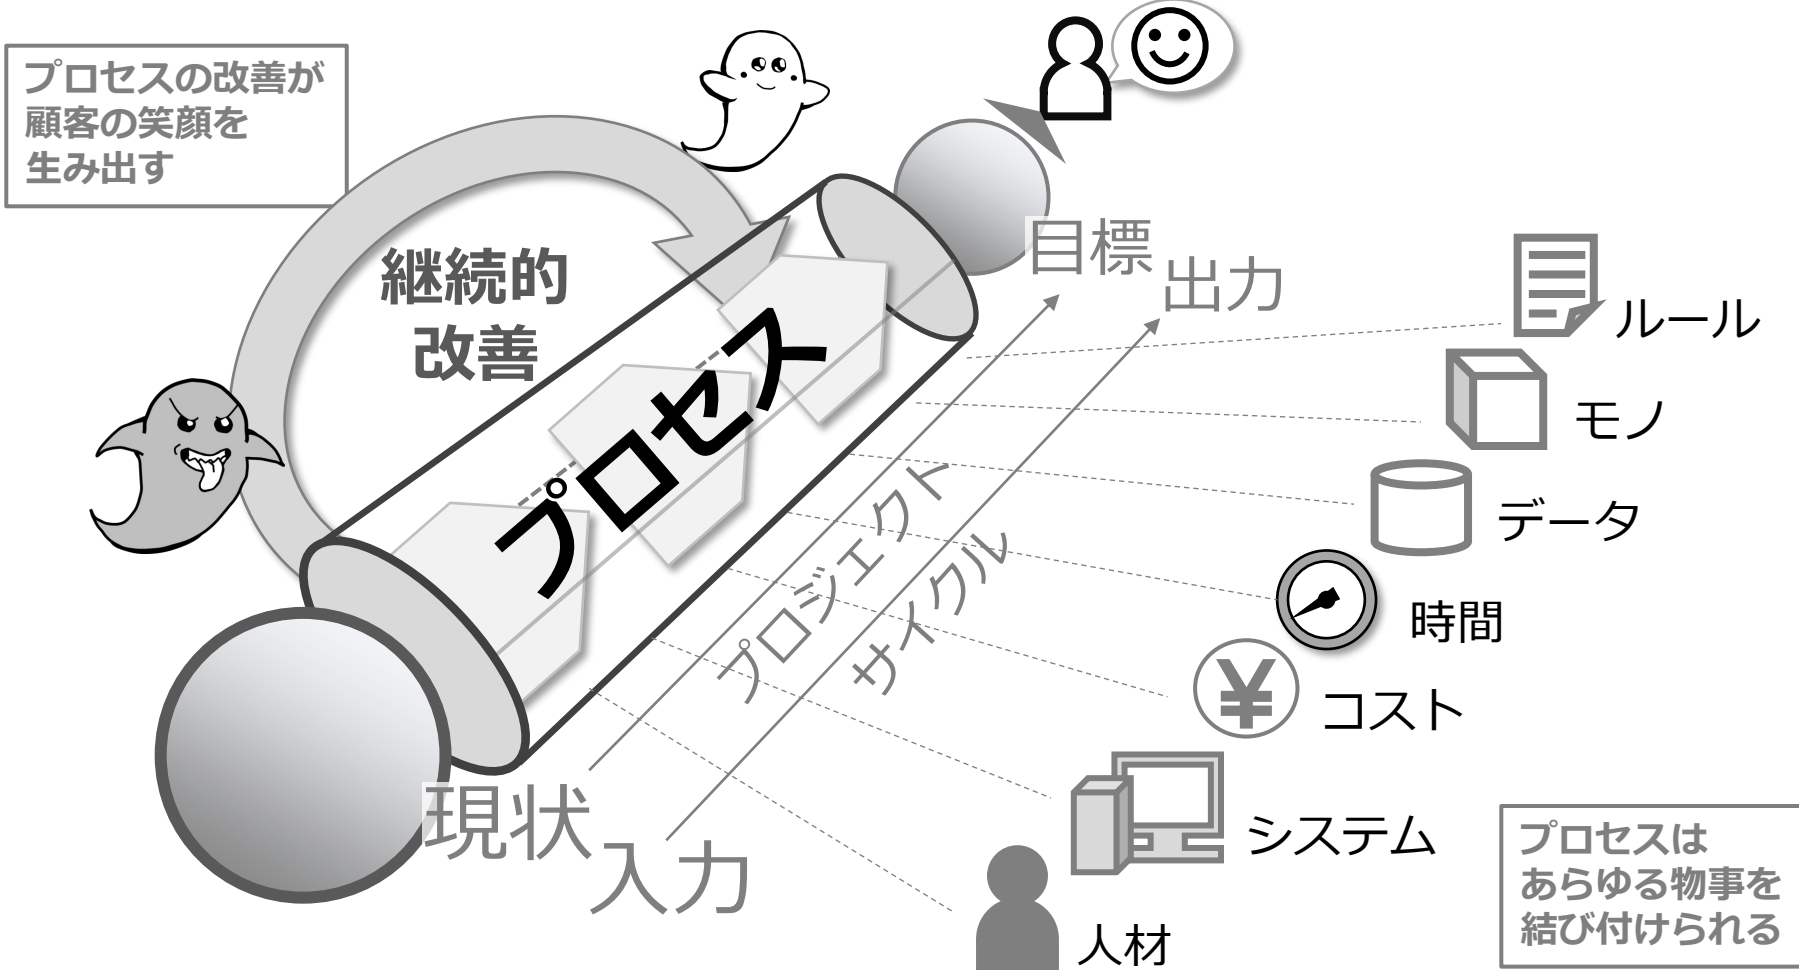 プロセスの改善が
顧客の笑顔を
生み出す
継続的
改善
プロセス
目標
出力
プロジェクト
サイクル
現状
入力
ルール
モノ
データ
時間
¥
コスト
システム
人材
プロセスは
あらゆる物事を
結び付けられる